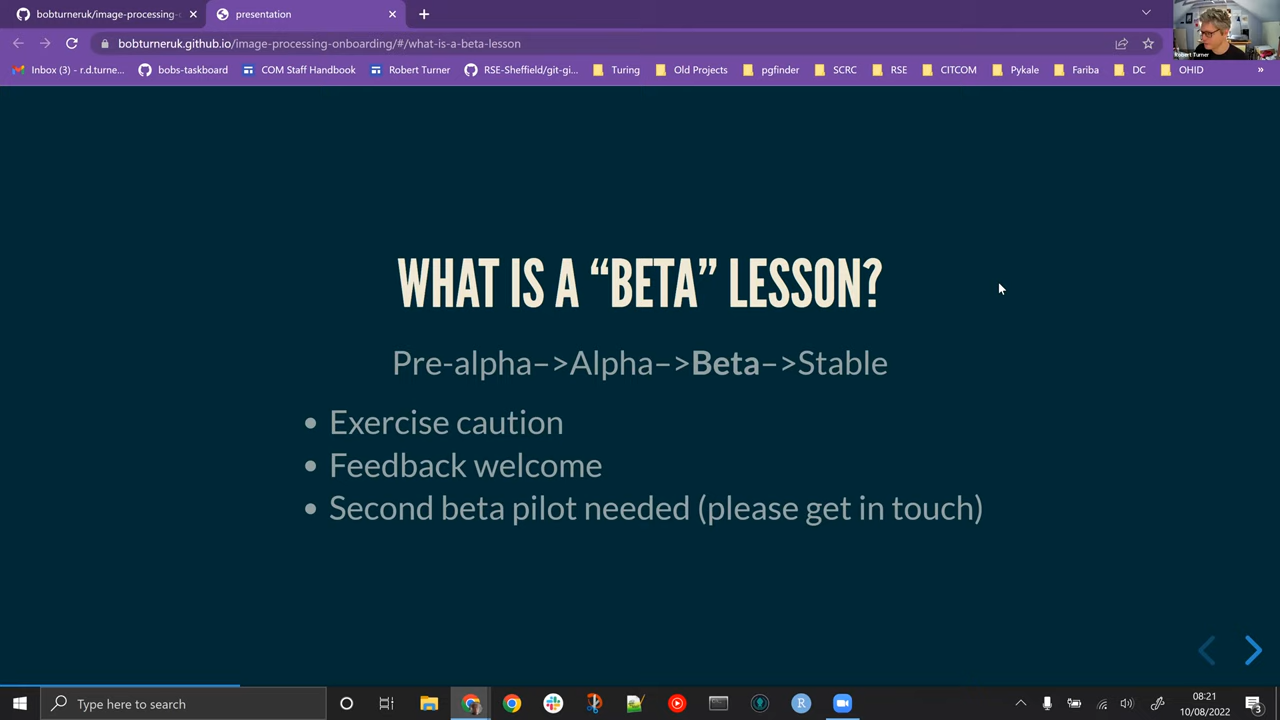 bobturneruk/image-processing-
presentation
bobturneruk.github.io/image-processing-onboarding/#/what-is-a-beta-lesson
Robert Turner
Inbox (3) - r.d.turne...
bobs-taskboard
COM Staff Handbook
Robert Turner
RSE-Sheffield/git-gi...
Turing
Old Projects
pgfinder
SCRC
RSE
CITCOM
Pykale
Fariba
DC
OHID
»
WHAT IS A “BETA” LESSON?
Pre-alpha–>Alpha–>Beta–>Stable
• Exercise caution
• Feedback welcome
• Second beta pilot needed (please get in touch)
Type here to search
08:21
10/08/2022
3